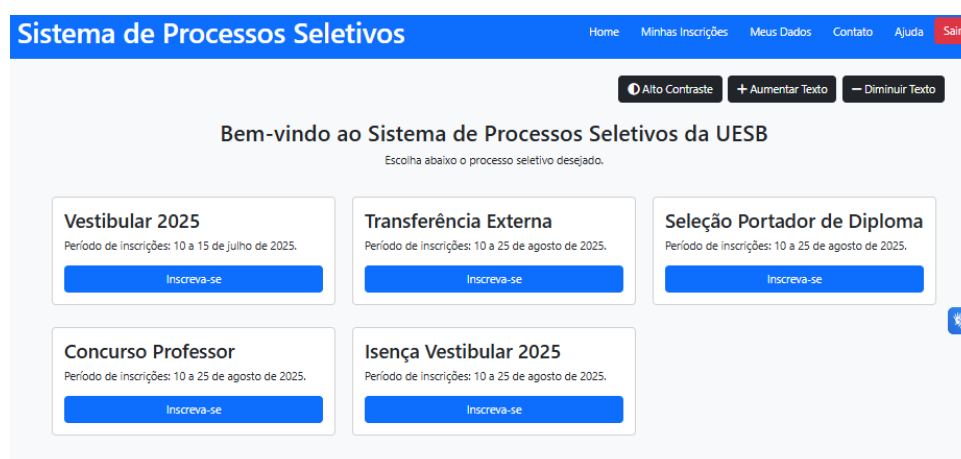 Sistema de Processos Seletivos
Home Minhas Inscrições Meus Dados Contato Ajuda Sair
Alto Contraste + Aumentar Texto − Diminuir Texto
Bem-vindo ao Sistema de Processos Seletivos da UESB
Escolha abaixo o processo seletivo desejado.
Vestibular 2025
Período de inscrições: 10 a 15 de julho de 2025.
Inscreva-se
Transferência Externa
Período de inscrições: 10 a 25 de agosto de 2025.
Inscreva-se
Seleção Portador de Diploma
Período de inscrições: 10 a 25 de agosto de 2025.
Inscreva-se
Concurso Professor
Período de inscrições: 10 a 25 de agosto de 2025.
Inscreva-se
Isença Vestibular 2025
Período de inscrições: 10 a 25 de agosto de 2025.
Inscreva-se